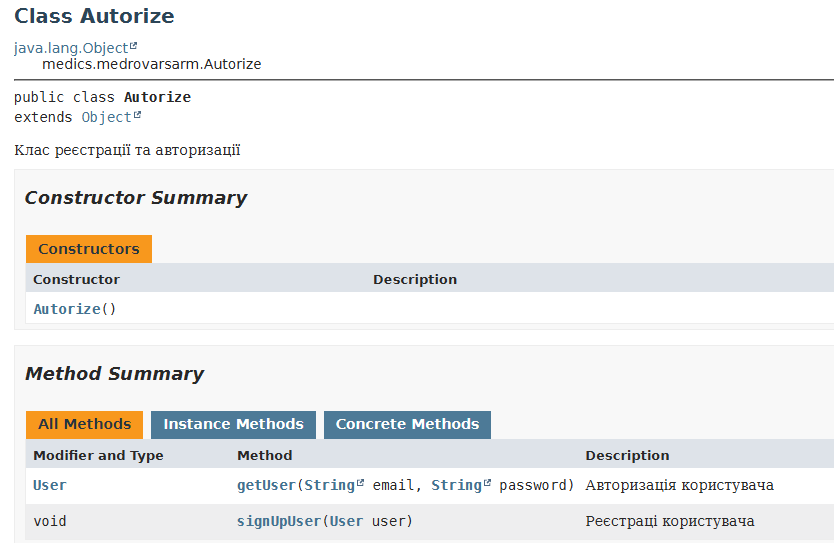 Class Autorize
java.lang.Object
medics.medrovarsarm.Autorize
public class Autorize
extends Object
Клас реєстрації та авторизації
Constructor Summary
Constructors
Constructor Description
Autorize()
Method Summary
All Methods Instance Methods Concrete Methods
Modifier and Type Method Description
User getUser(String email, String password) Авторизація користувача
void signUpUser(User user) Реєстраці користувача